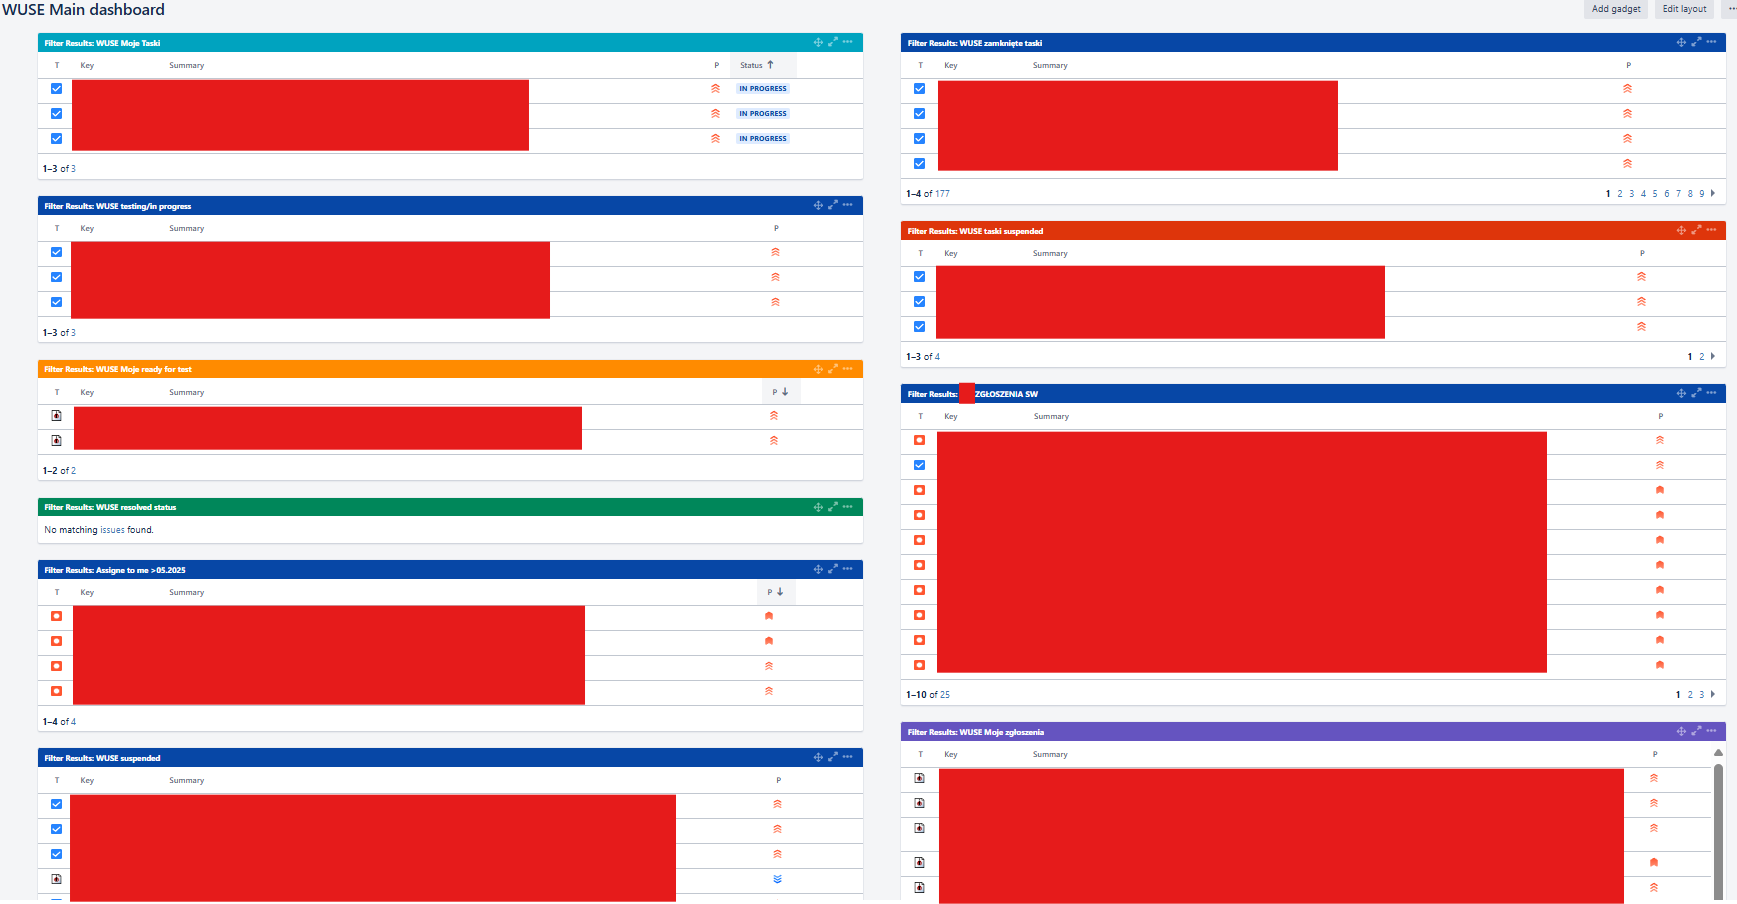 WUSE Main dashboard
Add gadget
Edit layout
Filter Results: WUSE Moje Taski
T Key Summary P Status
IN PROGRESS
IN PROGRESS
IN PROGRESS
1–3 of 3
Filter Results: WUSE testing/in progress
T Key Summary P
1–3 of 3
Filter Results: WUSE Moje ready for test
T Key Summary P
1–2 of 2
Filter Results: WUSE resolved status
No matching issues found.
Filter Results: Assigne to me >05.2025
T Key Summary P
1–4 of 4
Filter Results: WUSE suspended
T Key Summary P
Filter Results: WUSE zamknięte taski
T Key Summary P
1–4 of 177
1 2 3 4 5 6 7 8 9
Filter Results: WUSE taski suspended
T Key Summary P
1–3 of 4
1 2
Filter Results: ZGŁOSZENIA SW
T Key Summary P
1–10 of 25
1 2 3
Filter Results: WUSE Moje zgłoszenia
T Key Summary P